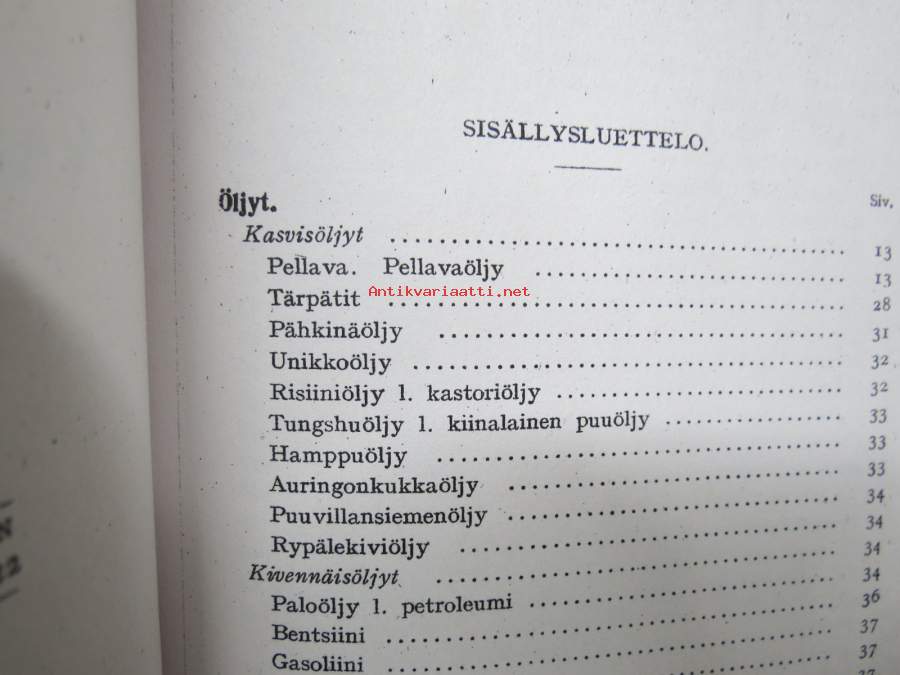 SISÄLLYSLUETTELO.
Siv.
Öljyt.
Kasvisöljyt 13
Pellava. Pellavaöljy 13
Antikvariaatti.net
Tärpätit 28
Pähkinäöljy 31
Unikkoöljy 32
Risiiniöljy l. kastoriöljy 32
Tungshuöljy l. kiinalainen puuöljy 33
Hamppuöljy 33
Auringonkukkaöljy 33
Puuvillansiemenöljy 34
Rypälekiviöljy 34
Kivennäisöljyt 34
Paloöljy l. petroleumi 36
Bentsiini 37
Gasoliini 37